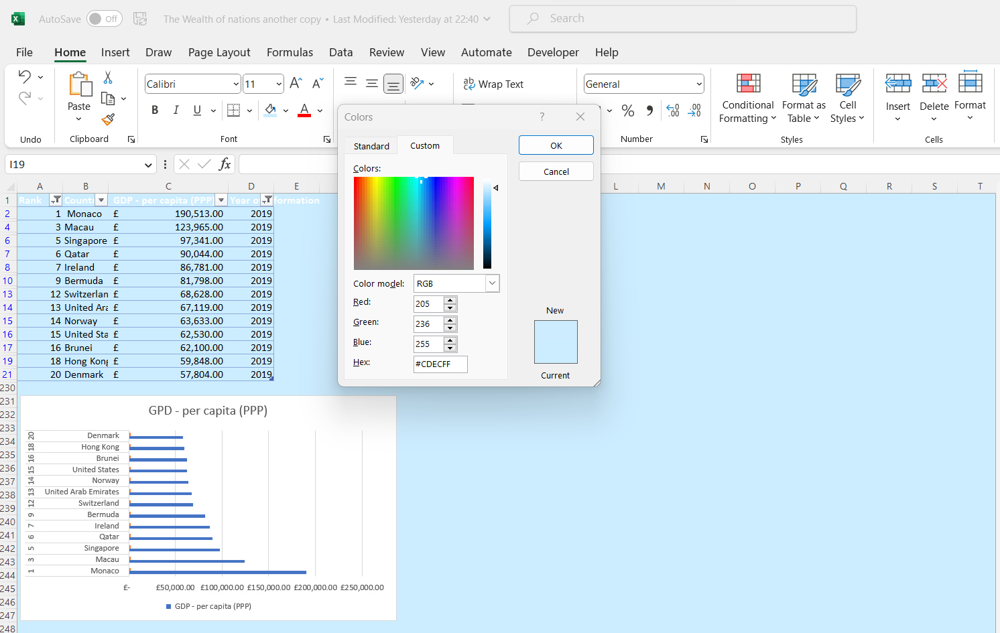 AutoSave Off The Wealth of nations another copy • Last Modified: Yesterday at 22:40 Search
File Home Insert Draw Page Layout Formulas Data Review View Automate Developer Help
Calibri 11 Wrap Text General
Paste
B I U A % Conditional Formatting Format as Table Cell Styles Insert Delete Format
Undo Clipboard Font Number Styles Cells
I19 fx
A B C D E L M N O P Q R S T
1 Rank Countr GDP - per capita (PPP) Year o formation
2 1 Monaco £ 190,513.00 2019
4 3 Macau £ 123,965.00 2019
6 5 Singapore £ 97,341.00 2019
7 6 Qatar £ 90,044.00 2019
8 7 Ireland £ 86,781.00 2019
10 9 Bermuda £ 81,798.00 2019
13 12 Switzerlan £ 68,628.00 2019
14 13 United Ara £ 67,119.00 2019
15 14 Norway £ 63,633.00 2019
16 15 United Sta £ 62,530.00 2019
17 16 Brunei £ 62,100.00 2019
19 18 Hong Kong £ 59,848.00 2019
21 20 Denmark £ 57,804.00 2019
230
231
232
233
234
235
236
237
238
239
240
241
242
243
244
245
246
247
248
Colors ?
Standard Custom
OK
Cancel
Colors:
Color model: RGB
Red: 205
Green: 236
Blue: 255
Hex: #CDECFF
New
Current
GPD - per capita (PPP)
20 Denmark
18 Hong Kong
16 Brunei
15 United States
14 Norway
13 United Arab Emirates
12 Switzerland
9 Bermuda
7 Ireland
6 Qatar
5 Singapore
3 Macau
1 Monaco
£- £50,000.00 £100,000.00 £150,000.00 £200,000.00 £250,000.00
GDP - per capita (PPP)